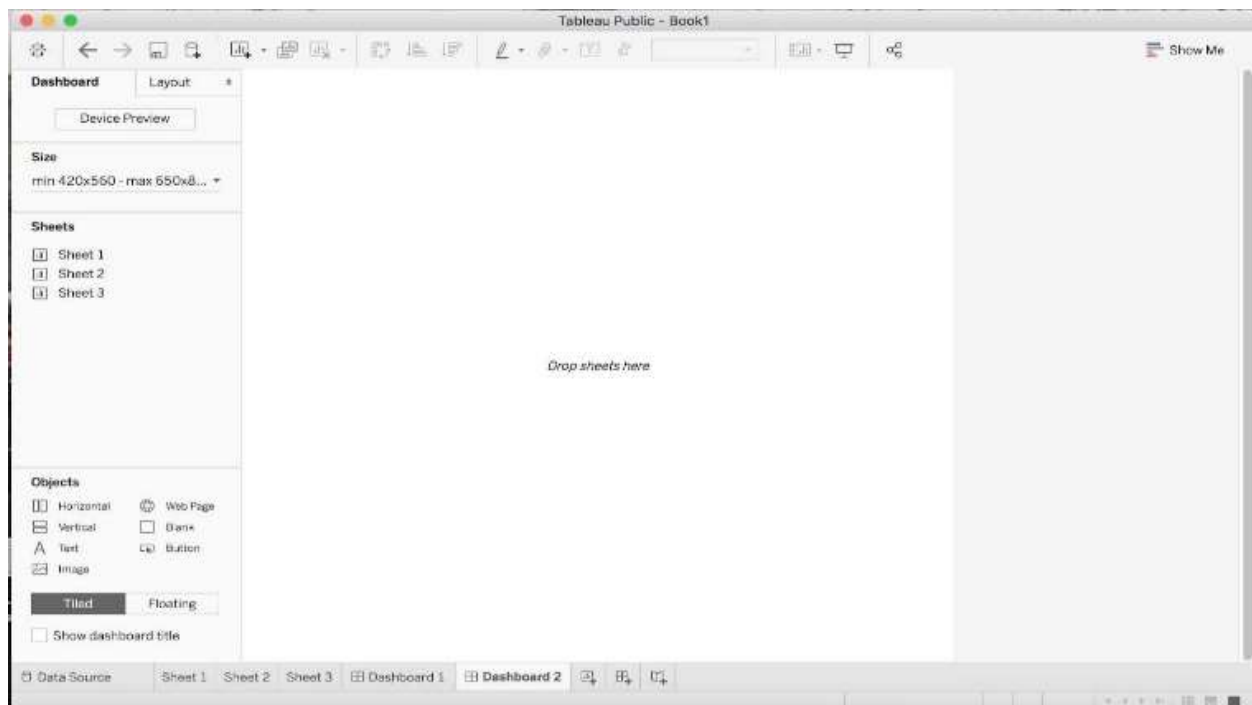 Tableau Public - Book1
Show Me
Dashboard Layout
Device Preview
Size
min 420x560 - max 650x8...
Sheets
Sheet 1
Sheet 2
Sheet 3
Drop sheets here
Objects
Horizontal Web Page
Vertical Blank
A Text Button
Image
Tiled Floating
Show dashboard title
Data Source Sheet 1 Sheet 2 Sheet 3 Dashboard 1 Dashboard 2